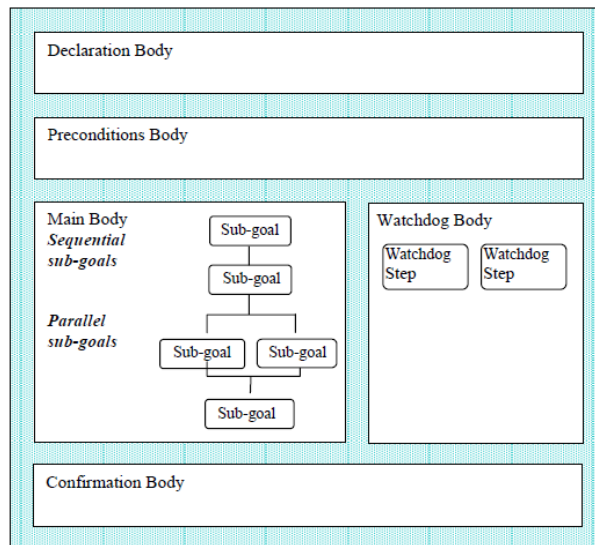 Declaration Body
Preconditions Body
Main Body
Sequential
sub-goals
Sub-goal
Sub-goal
Parallel
sub-goals
Sub-goal
Sub-goal
Sub-goal
Watchdog Body
Watchdog
Step
Watchdog
Step
Confirmation Body